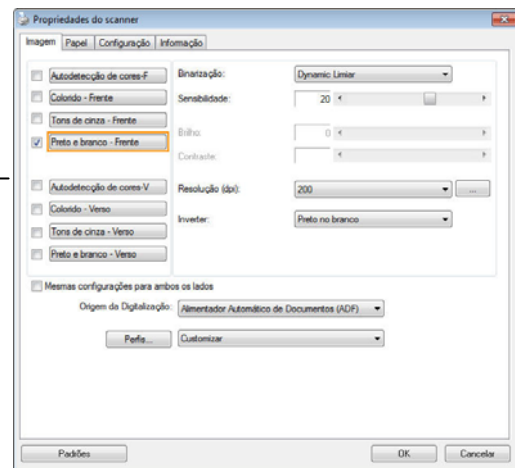 Propriedades do scanner
Imagem Papel Configuração Informação
Autodetecção de cores-F
Colorido - Frente
Tons de cinza - Frente
Preto e branco - Frente
Autodetecção de cores-V
Colorido - Verso
Tons de cinza - Verso
Preto e branco - Verso
Binarização: Dynamic Limiar
Sensibilidade: 20
Brilho: 0
Contraste:
Resolução (dpi): 200 ...
Inverter: Preto no branco
Mesmas configurações para ambos os lados
Origem da Digitalização: Alimentador Automático de Documentos (ADF)
Perfis... Customizar
Padrões OK Cancelar